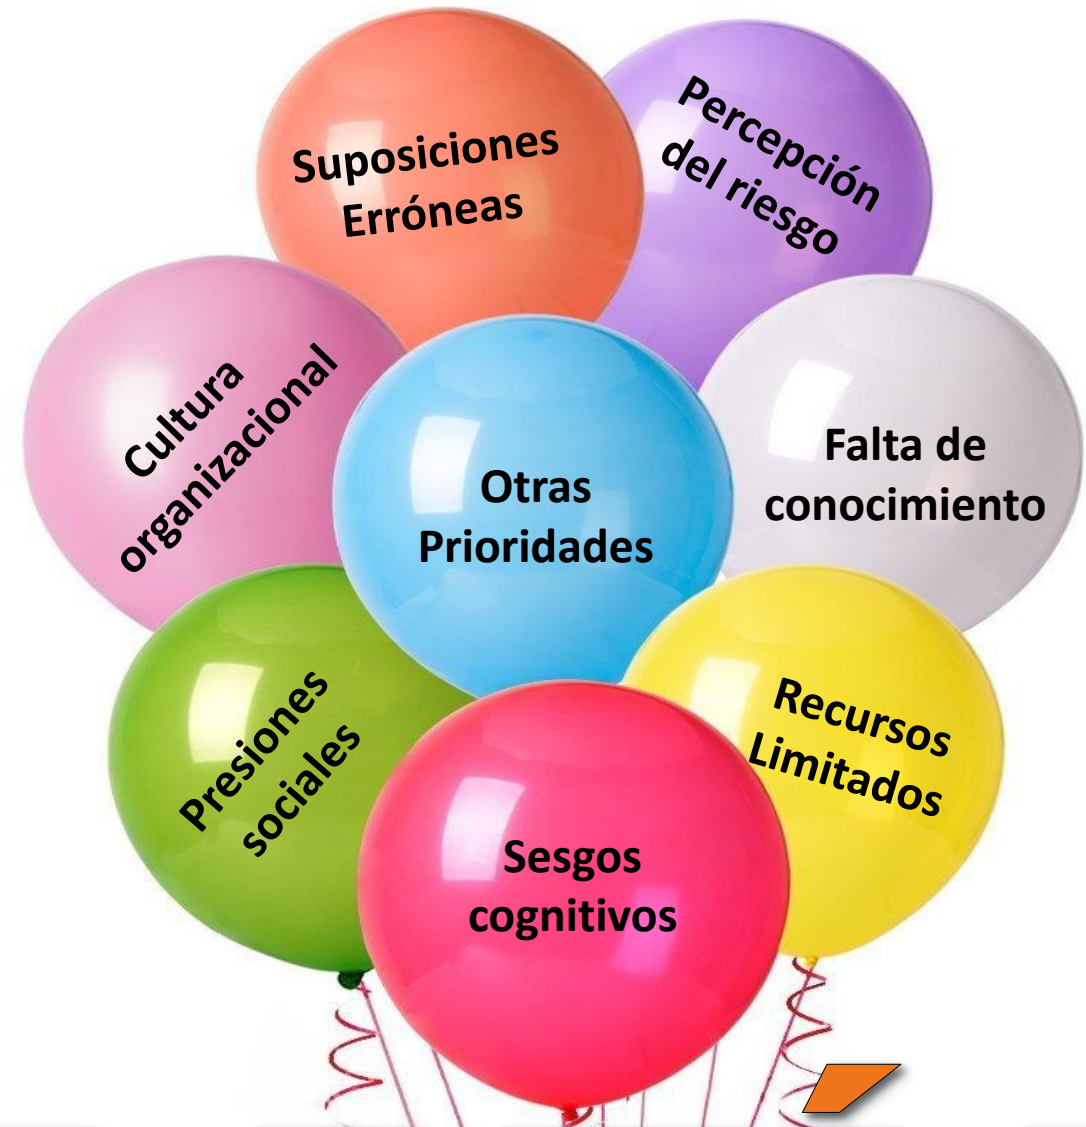 Suposiciones
Erróneas
Percepción
del riesgo
Cultura
organizacional
Otras
Prioridades
Falta de
conocimiento
Presiones
sociales
Recursos
Limitados
Sesgos
cognitivos